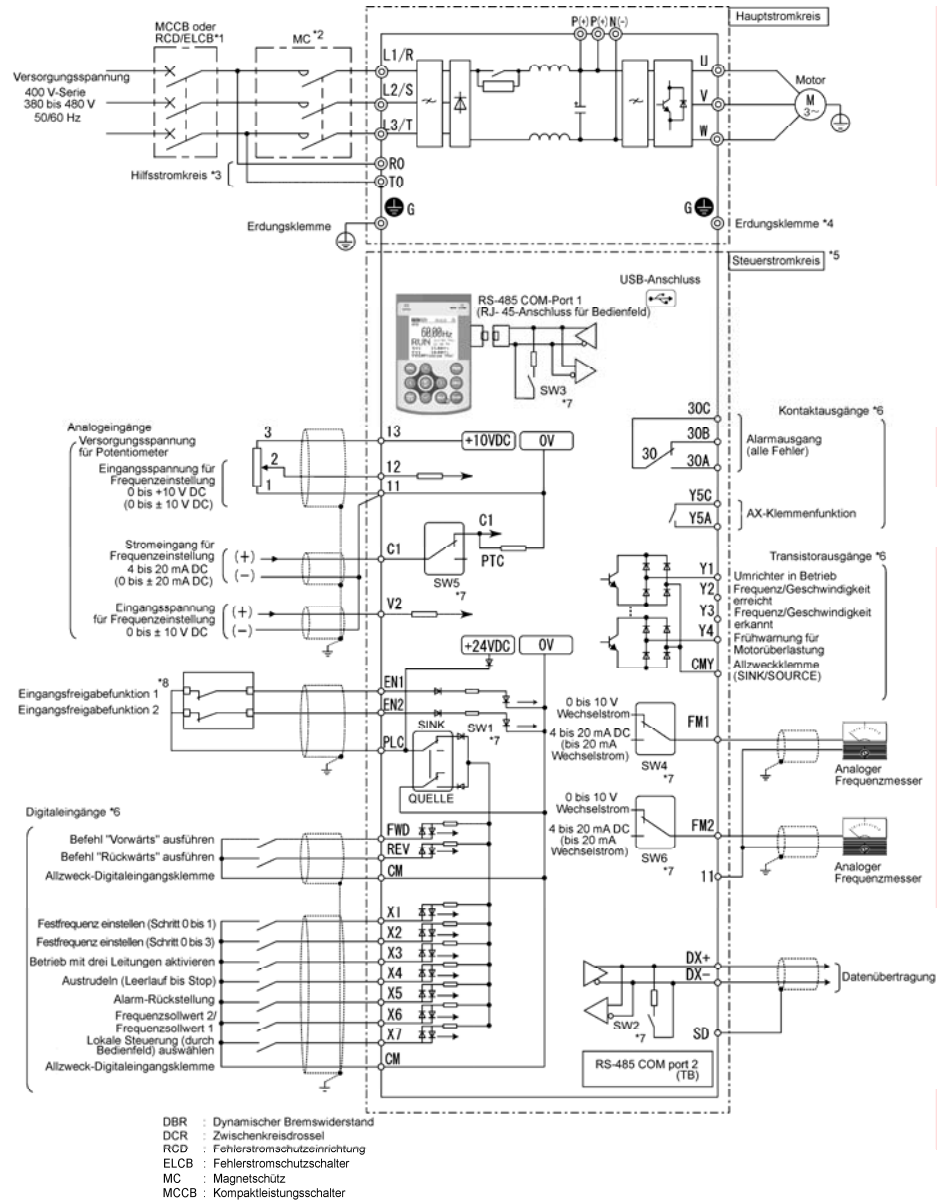 MCCB oder
RCD/ELCB*1
MC *2
Versorgungsspannung
400 V-Serie
380 bis 480 V
50/60 Hz
Hilfsstromkreis *3
Erdungsklemme
L1/R
L2/S
L3/T
R0
T0
G
P(+) P(+) N(-)
Hauptstromkreis
U
V
W
Motor
M
3~
G
Erdungsklemme *4
Steuerstromkreis *5
USB-Anschluss
RS-485 COM-Port 1
(RJ- 45-Anschluss für Bedienfeld)
60.00Hz
RUN
SW3
*7
Analogeingänge
Versorgungsspannung
für Potentiometer
Eingangsspannung für
Frequenzeinstellung
0 bis +10 V DC
(0 bis ± 10 V DC)
3
2
1
13
12
11
+10VDC
0V
Stromeingang für
Frequenzeinstellung
4 bis 20 mA DC
(0 bis ± 20 mA DC)
(+)
(−)
C1
C1
PTC
SW5
*7
Eingangsspannung
für Frequenzeinstellung
0 bis ± 10 V DC
(+)
(−)
V2
+24VDC
0V
*8
Eingangsfreigabefunktion 1
Eingangsfreigabefunktion 2
EN1
EN2
PLC
SINK
SW1
*7
QUELLE
Digitaleingänge *6
Befehl "Vorwärts" ausführen
Befehl "Rückwärts" ausführen
Allzweck-Digitaleingangsklemme
FWD
REV
CM
Festfrequenz einstellen (Schritt 0 bis 1)
Festfrequenz einstellen (Schritt 0 bis 3)
Betrieb mit drei Leitungen aktivieren
Austrudeln (Leerlauf bis Stop)
Alarm-Rückstellung
Frequenzsollwert 2/
Frequenzsollwert 1
Lokale Steuerung (durch
Bedienfeld) auswählen
Allzweck-Digitaleingangsklemme
X1
X2
X3
X4
X5
X6
X7
CM
30C
30B
30A
30
Kontaktausgänge *6
Alarmausgang
(alle Fehler)
Y5C
Y5A
AX-Klemmenfunktion
Transistorausgänge *6
Y1
Y2
Y3
Y4
CMY
Umrichter in Betrieb
Frequenz/Geschwindigkeit
erreicht
Frequenz/Geschwindigkeit
erkannt
Frühwarnung für
Motorüberlastung
Allzweckklemme
(SINK/SOURCE)
0 bis 10 V
Wechselstrom
4 bis 20 mA DC
(bis 20 mA
Wechselstrom)
FM1
SW4
*7
Analoger
Frequenzmesser
0 bis 10 V
Wechselstrom
4 bis 20 mA DC
(bis 20 mA
Wechselstrom)
FM2
SW6
*7
11
Analoger
Frequenzmesser
DX+
DX−
Datenübertragung
SW2
*7
SD
RS-485 COM port 2
(TB)
DBR : Dynamischer Bremswiderstand
DCR : Zwischenkreisdrossel
RCD : Fehlerstromschutzeinrichtung
ELCB : Fehlerstromschutzschalter
MC : Magnetschütz
MCCB : Kompaktleistungsschalter